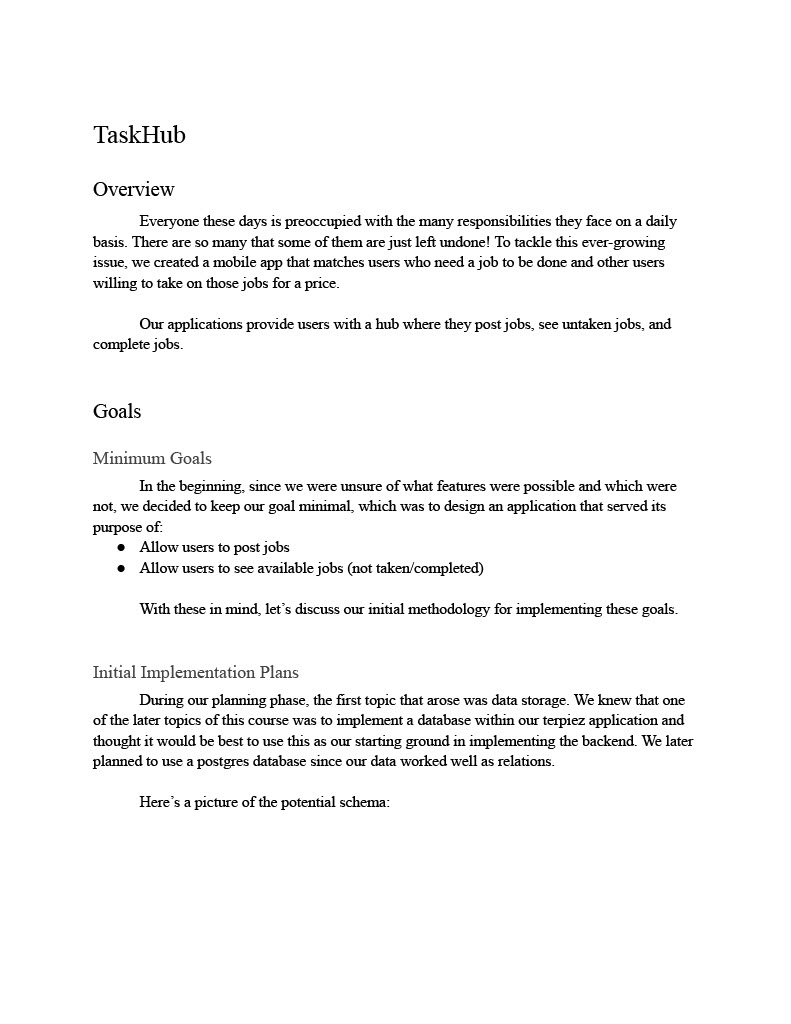 TaskHub
Overview
Everyone these days is preoccupied with the many responsibilities they face on a daily
basis. There are so many that some of them are just left undone! To tackle this ever-growing
issue, we created a mobile app that matches users who need a job to be done and other users
willing to take on those jobs for a price.
Our applications provide users with a hub where they post jobs, see untaken jobs, and
complete jobs.
Goals
Minimum Goals
In the beginning, since we were unsure of what features were possible and which were
not, we decided to keep our goal minimal, which was to design an application that served its
purpose of:
● Allow users to post jobs
● Allow users to see available jobs (not taken/completed)
With these in mind, let’s discuss our initial methodology for implementing these goals.
Initial Implementation Plans
During our planning phase, the first topic that arose was data storage. We knew that one
of the later topics of this course was to implement a database within our terpiez application and
thought it would be best to use this as our starting ground in implementing the backend. We later
planned to use a postgres database since our data worked well as relations.
Here’s a picture of the potential schema: